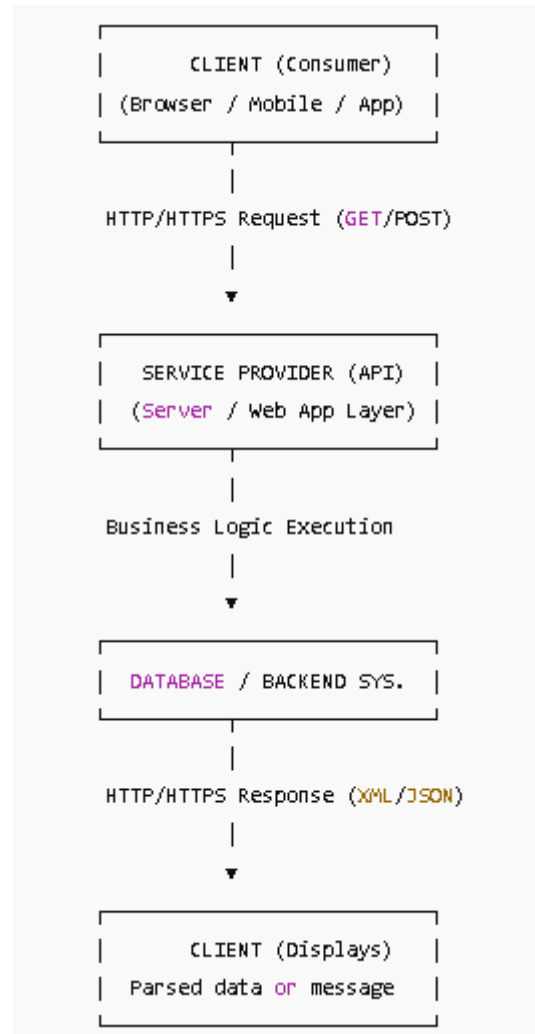 CLIENT (Consumer)
(Browser / Mobile / App)
HTTP/HTTPS Request (GET/POST)
SERVICE PROVIDER (API)
(Server / Web App Layer)
Business Logic Execution
DATABASE / BACKEND SYS.
HTTP/HTTPS Response (XML/JSON)
CLIENT (Displays)
Parsed data or message